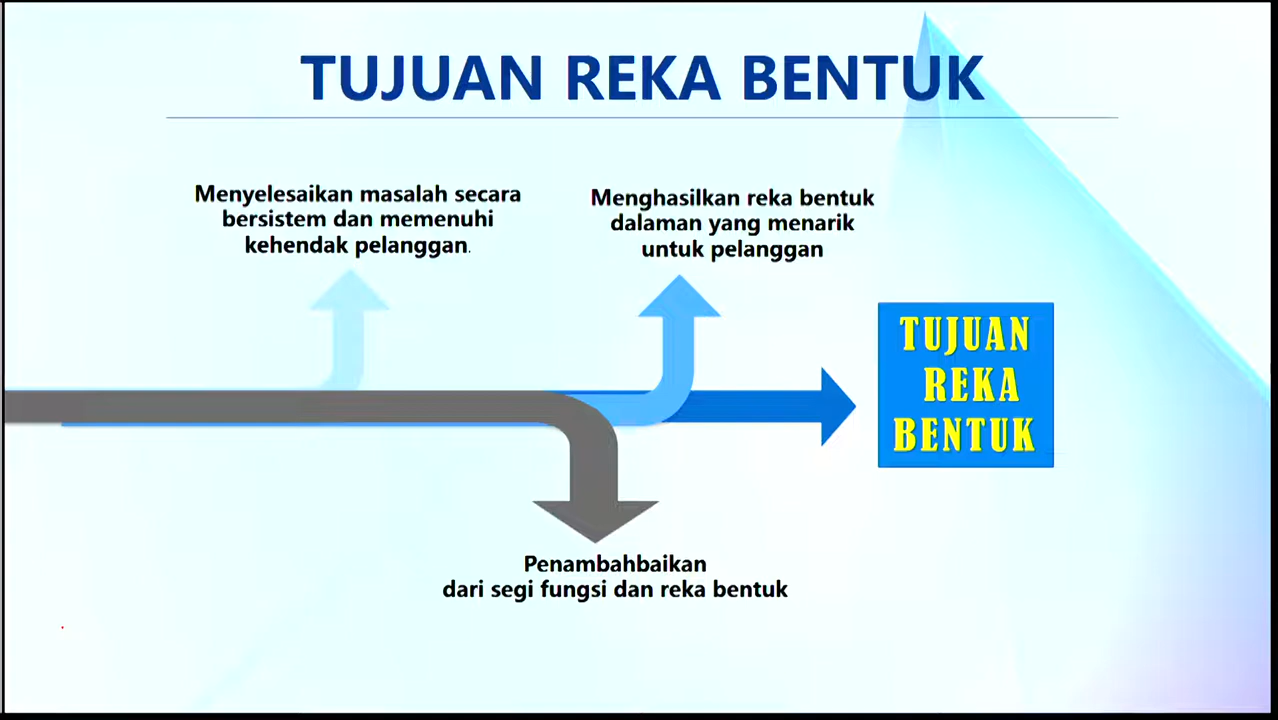 TUJUAN REKA BENTUK
Menyelesaikan masalah secara
bersistem dan memenuhi
kehendak pelanggan.
Menghasilkan reka bentuk
dalaman yang menarik
untuk pelanggan
TUJUAN
REKA
BENTUK
Penambahbaikan
dari segi fungsi dan reka bentuk